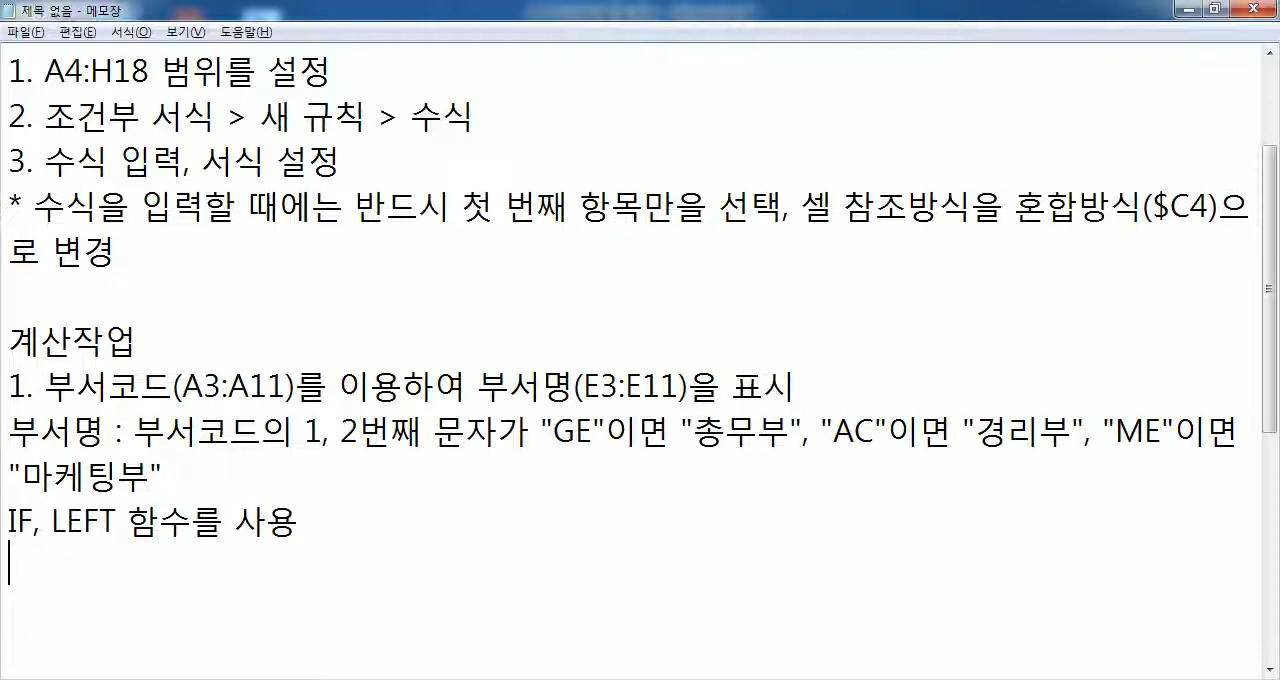 제목 없음 - 메모장
파일(F) 편집(E) 서식(O) 보기(V) 도움말(H)
1. A4:H18 범위를 설정
2. 조건부 서식 > 새 규칙 > 수식
3. 수식 입력, 서식 설정
* 수식을 입력할 때에는 반드시 첫 번째 항목만을 선택, 셀 참조방식을 혼합방식($C4)으
로 변경
계산작업
1. 부서코드(A3:A11)를 이용하여 부서명(E3:E11)을 표시
부서명 : 부서코드의 1, 2번째 문자가 "GE"이면 "총무부", "AC"이면 "경리부", "ME"이면
"마케팅부"
IF, LEFT 함수를 사용